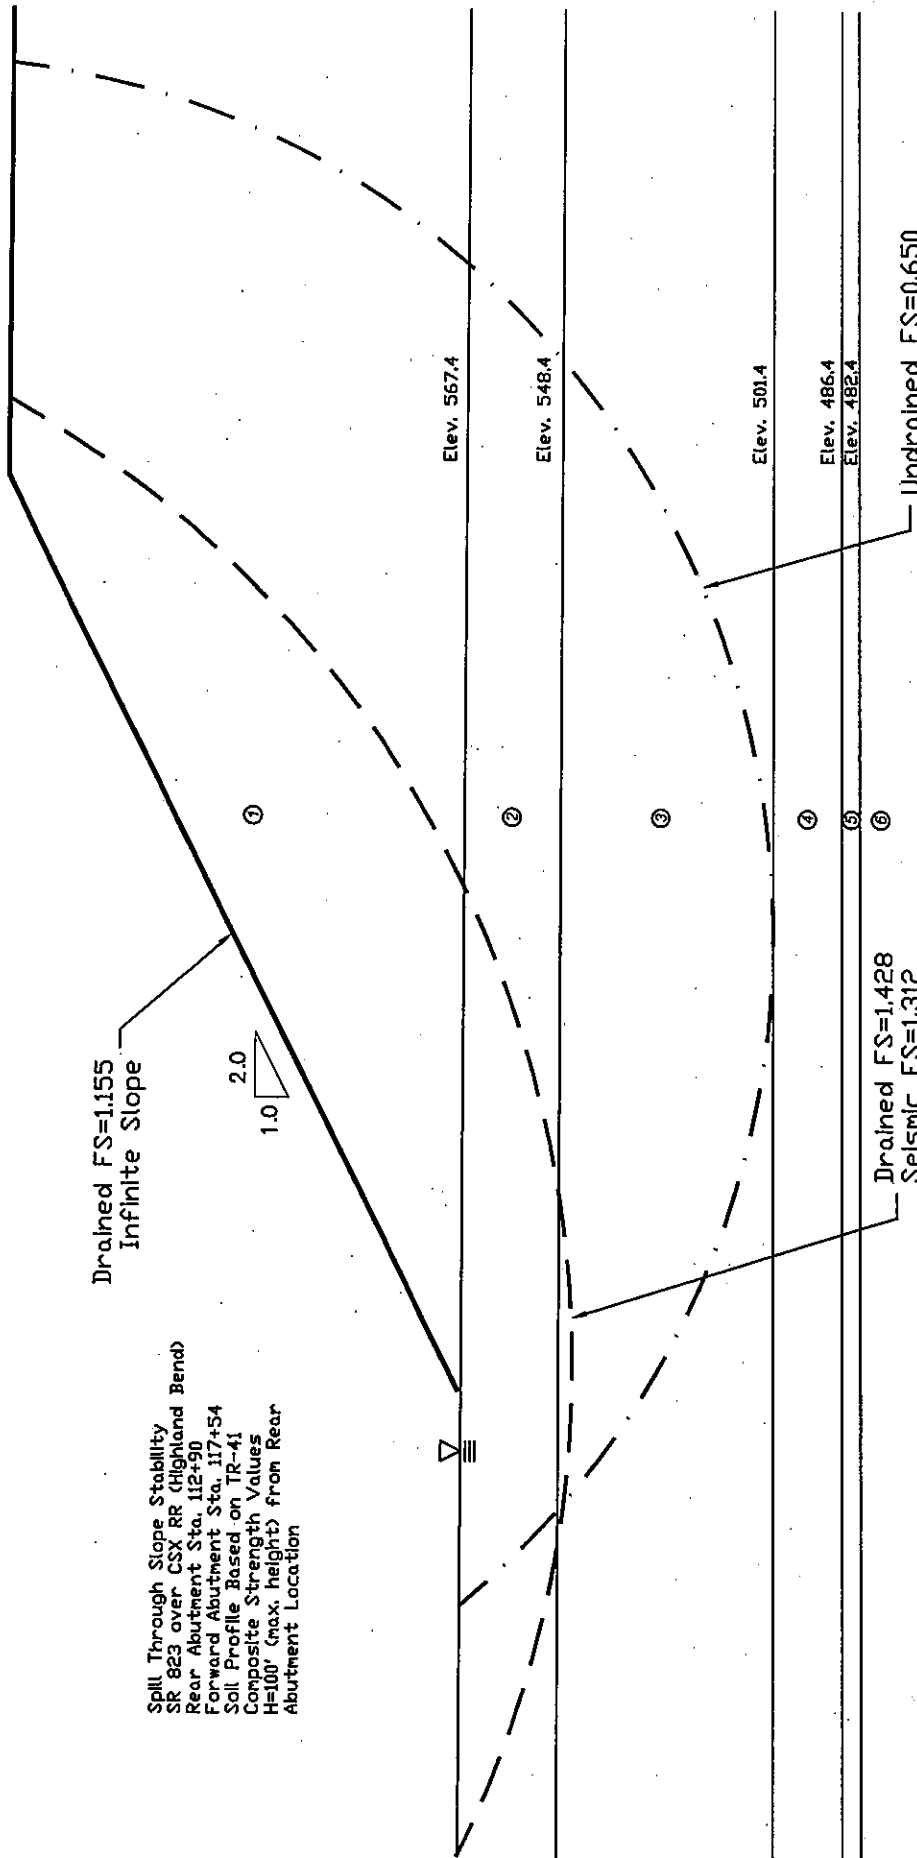 Spill Through Slope Stability
SR 823 over CSX RR (Highland Bend)
Rear Abutment Sta. 112+90
Forward Abutment Sta. 117+54
Soil Profile Based on TR-41
Composite Strength Values
H=100' (max. height) from Rear
Abutment Location
Drained FS=1.155
Infinite Slope
2.0
1.0
1
Elev. 567.4
2
Elev. 548.4
3
Elev. 501.4
4
Elev. 486.4
5
Elev. 482.4
6
Drained FS=1.428
Seismic FS=1.312
Undrained FS=0.650